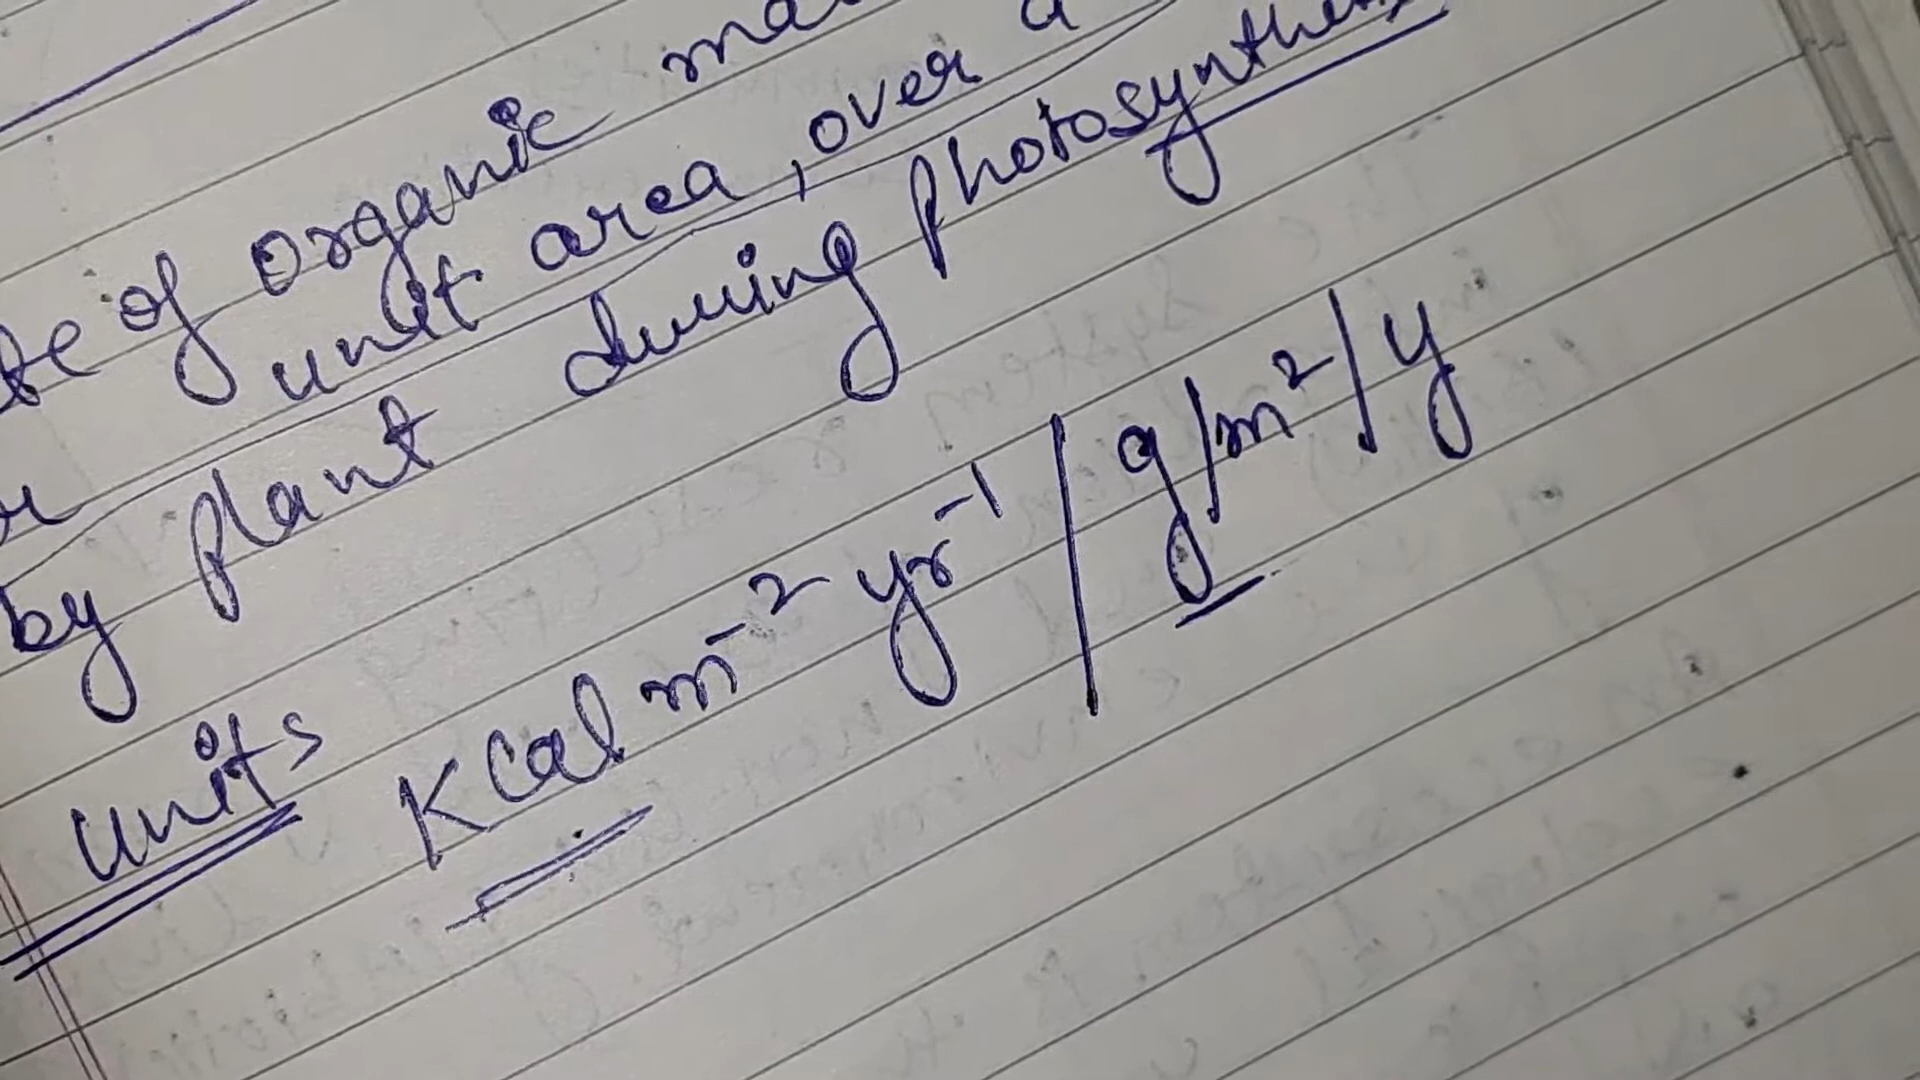 of organic
unit area, over a
by plant during photosynthesis
units Kcal m⁻² yr⁻¹ / g/m²/y